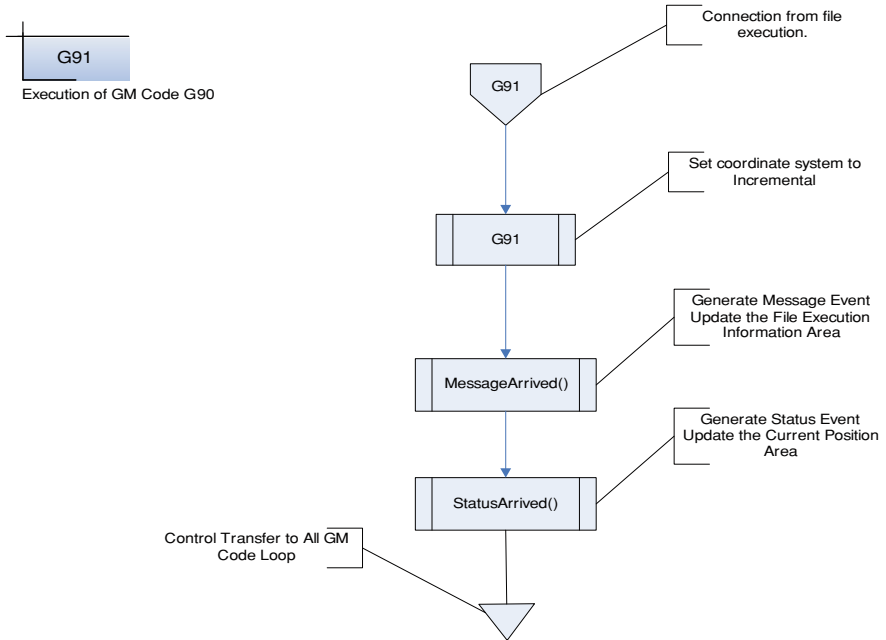 G91
Execution of GM Code G90
Connection from file
execution.
G91
Set coordinate system to
Incremental
G91
Generate Message Event
Update the File Execution
Information Area
MessageArrived()
Generate Status Event
Update the Current Position
Area
StatusArrived()
Control Transfer to All GM
Code Loop